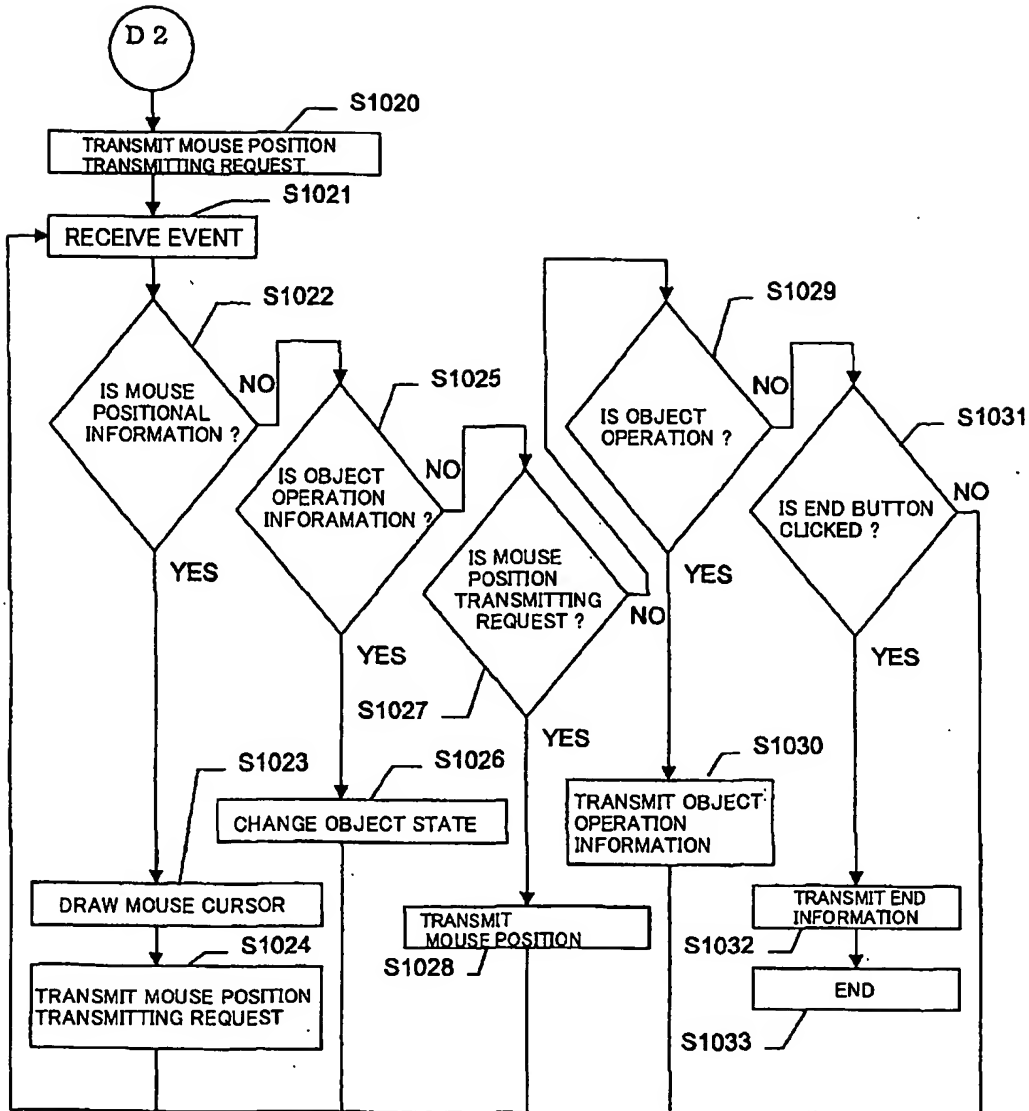 D 2
S1020
TRANSMIT MOUSE POSITION
TRANSMITTING REQUEST
S1021
RECEIVE EVENT
S1022
IS MOUSE
POSITIONAL
INFORMATION ?
NO
YES
S1025
IS OBJECT
OPERATION
INFORAMATION ?
NO
YES
IS MOUSE
POSITION
TRANSMITTING
REQUEST ?
NO
S1027
YES
S1029
IS OBJECT
OPERATION ?
NO
S1031
IS END BUTTON
CLICKED ?
NO
YES
S1023
DRAW MOUSE CURSOR
S1024
TRANSMIT MOUSE POSITION
TRANSMITTING REQUEST
S1026
CHANGE OBJECT STATE
TRANSMIT
MOUSE POSITION
S1028
S1030
TRANSMIT OBJECT
OPERATION
INFORMATION
TRANSMIT END
INFORMATION
S1032
END
S1033